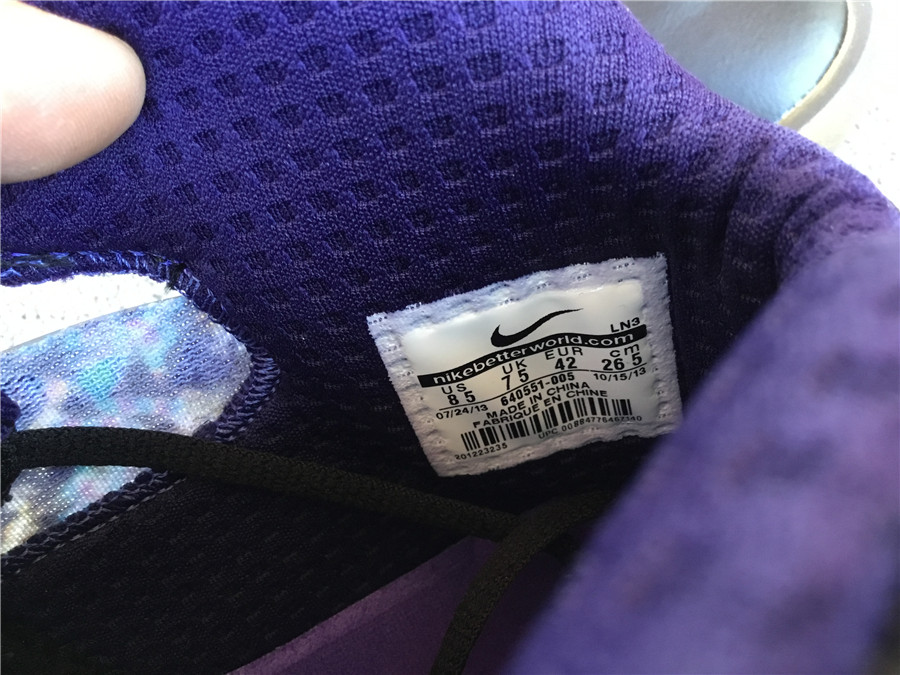 LN3
nikebetterworld.com
US UK EUR cm
8 5 7 5 42 26 5
07/24/13 640551-005 10/15/13
MADE IN CHINA
FABRIQUE EN CHINE
UPC